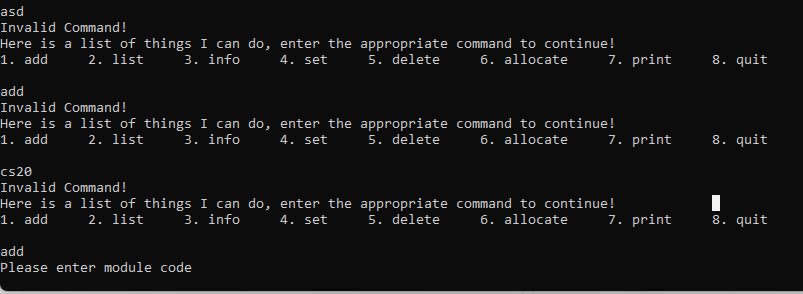 asd
Invalid Command!
Here is a list of things I can do, enter the appropriate command to continue!
1. add     2. list     3. info     4. set     5. delete     6. allocate     7. print     8. quit
add
Invalid Command!
Here is a list of things I can do, enter the appropriate command to continue!
1. add     2. list     3. info     4. set     5. delete     6. allocate     7. print     8. quit
cs20
Invalid Command!
Here is a list of things I can do, enter the appropriate command to continue!
1. add     2. list     3. info     4. set     5. delete     6. allocate     7. print     8. quit
add
Please enter module code